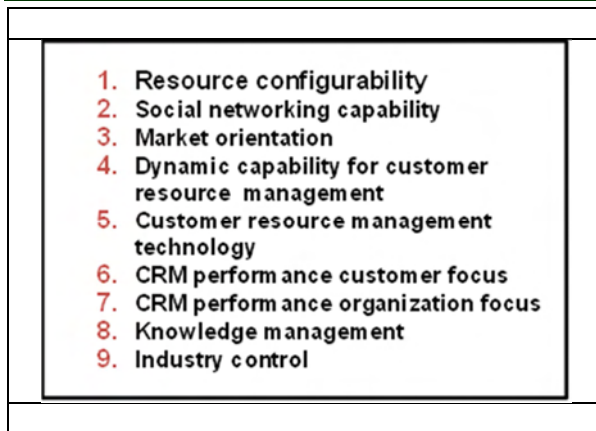 1. Resource configurability
2. Social networking capability
3. Market orientation
4. Dynamic capability for customer
resource management
5. Customer resource management
technology
6. CRM performance customer focus
7. CRM performance organization focus
8. Knowledge management
9. Industry control